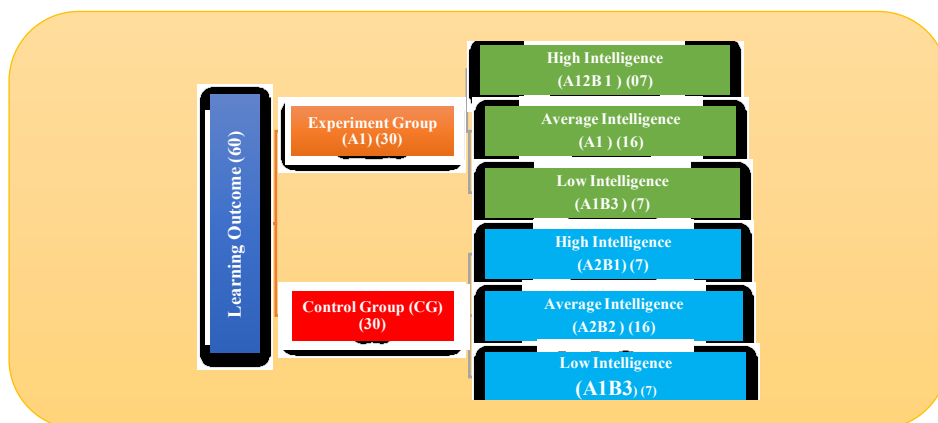 Learning Outcome (60)
Experiment Group
(A1) (30)
High Intelligence
(A12B 1 ) (07)
Average Intelligence
(A1 ) (16)
Low Intelligence
(A1B3 ) (7)
Control Group (CG)
(30)
High Intelligence
(A2B1) (7)
Average Intelligence
(A2B2 ) (16)
Low Intelligence
(A1B3) (7)